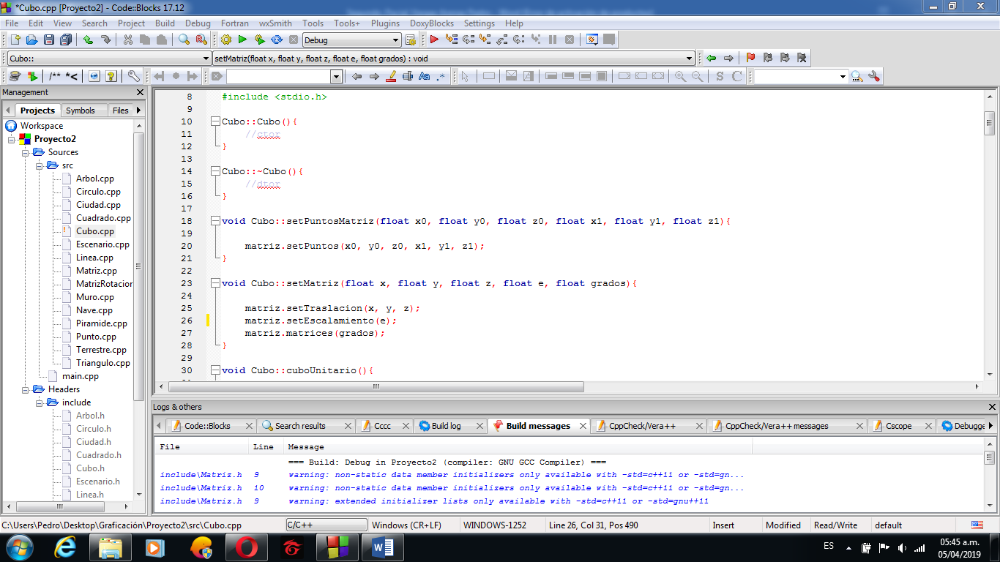 *Cubo.cpp [Proyecto2] - Code::Blocks 17.12
File Edit View Search Project Build Debug Fortran wxSmith Tools Tools+ Plugins DoxyBlocks Settings Help
Debug
Cubo::
setMatriz(float x, float y, float z, float e, float grados) : void
/** *<
Aa .*
S C
Management
Projects Symbols Files
Workspace
Proyecto2
Sources
src
Arbol.cpp
Circulo.cpp
Ciudad.cpp
Cuadrado.cpp
Cubo.cpp
Escenario.cpp
Linea.cpp
Matriz.cpp
MatrizRotacion
Muro.cpp
Nave.cpp
Piramide.cpp
Punto.cpp
Terrestre.cpp
Triangulo.cpp
main.cpp
Headers
include
Arbol.h
Circulo.h
Ciudad.h
Cuadrado.h
Cubo.h
Escenario.h
Linea.h
8 #include <stdio.h>
9
10 Cubo::Cubo(){
11 //ctor
12 }
13
14 Cubo::~Cubo(){
15 //dtor
16 }
17
18 void Cubo::setPuntosMatriz(float x0, float y0, float z0, float x1, float y1, float z1){
19
20 matriz.setPuntos(x0, y0, z0, x1, y1, z1);
21 }
22
23 void Cubo::setMatriz(float x, float y, float z, float e, float grados){
24
25 matriz.setTraslacion(x, y, z);
26 matriz.setEscalamiento(e);
27 matriz.matrices(grados);
28 }
29
30 void Cubo::cuboUnitario(){
Logs & others
Code::Blocks Search results Cccc Build log Build messages CppCheck/Vera++ CppCheck/Vera++ messages Cscope Debugge
File Line Message
=== Build: Debug in Proyecto2 (compiler: GNU GCC Compiler) ===
include\Matriz.h 9 warning: non-static data member initializers only available with -std=c++11 or -std=gn...
include\Matriz.h 10 warning: non-static data member initializers only available with -std=c++11 or -std=gn...
include\Matriz.h 9 warning: extended initializer lists only available with -std=c++11 or -std=gnu++11
C:\Users\Pedro\Desktop\Graficación\Proyecto2\src\Cubo.cpp C/C++ Windows (CR+LF) WINDOWS-1252 Line 26, Col 31, Pos 490 Insert Modified Read/Write default
ES
05:45 a.m.
05/04/2019